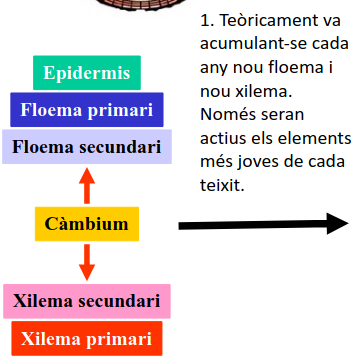 1. Teòricament va
acumulant-se cada
any nou floema i
nou xilema.
Només seran
actius els elements
més joves de cada
teixit.
Epidermis
Floema primari
Floema secundari
Càmbium
Xilema secundari
Xilema primari